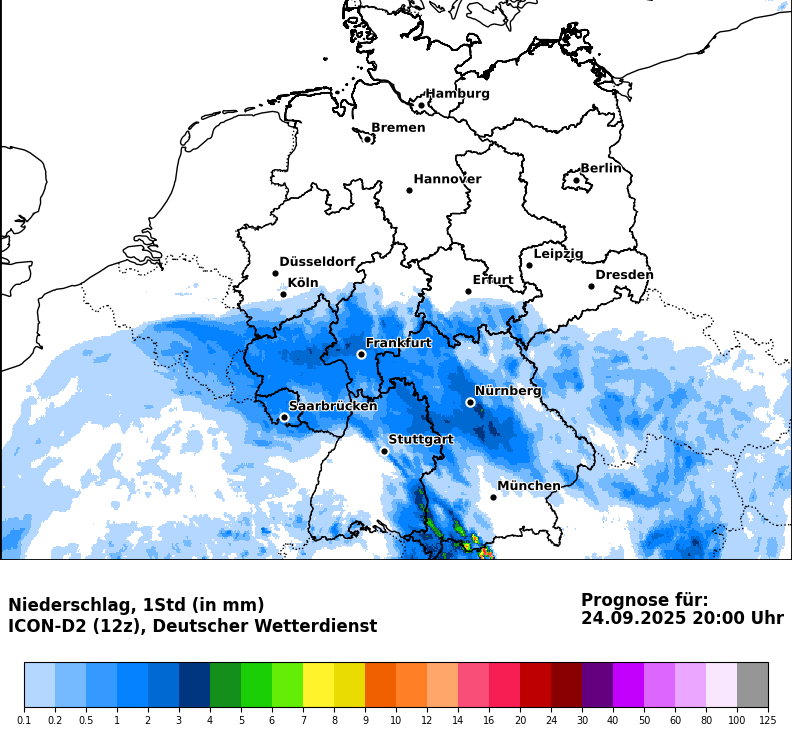 Hamburg
Bremen
Berlin
Hannover
Leipzig
Düsseldorf
Dresden
Köln
Erfurt
Frankfurt
Nürnberg
Saarbrücken
Stuttgart
München
Niederschlag, 1Std (in mm)
ICON-D2 (12z), Deutscher Wetterdienst
Prognose für:
24.09.2025 20:00 Uhr
0.1 0.2 0.5 1 2 3 4 5 6 7 8 9 10 12 14 16 20 24 30 40 50 60 80 100 125